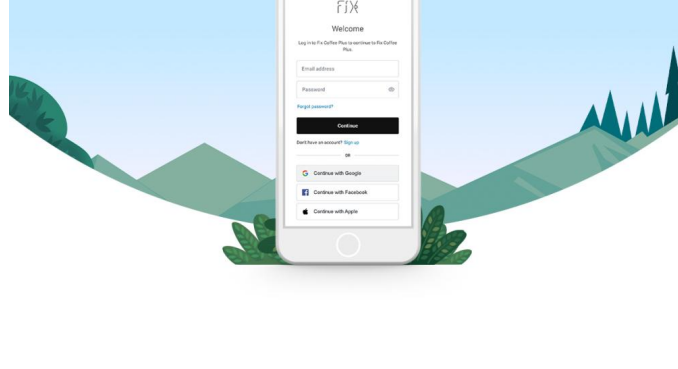 FIX
Welcome
Log in to Fix Coffee Plus to continue to Fix Coffee
Plus.
Email address
Password
Forgot password?
Continue
Don't have an account? Sign up
OR
Continue with Google
Continue with Facebook
Continue with Apple